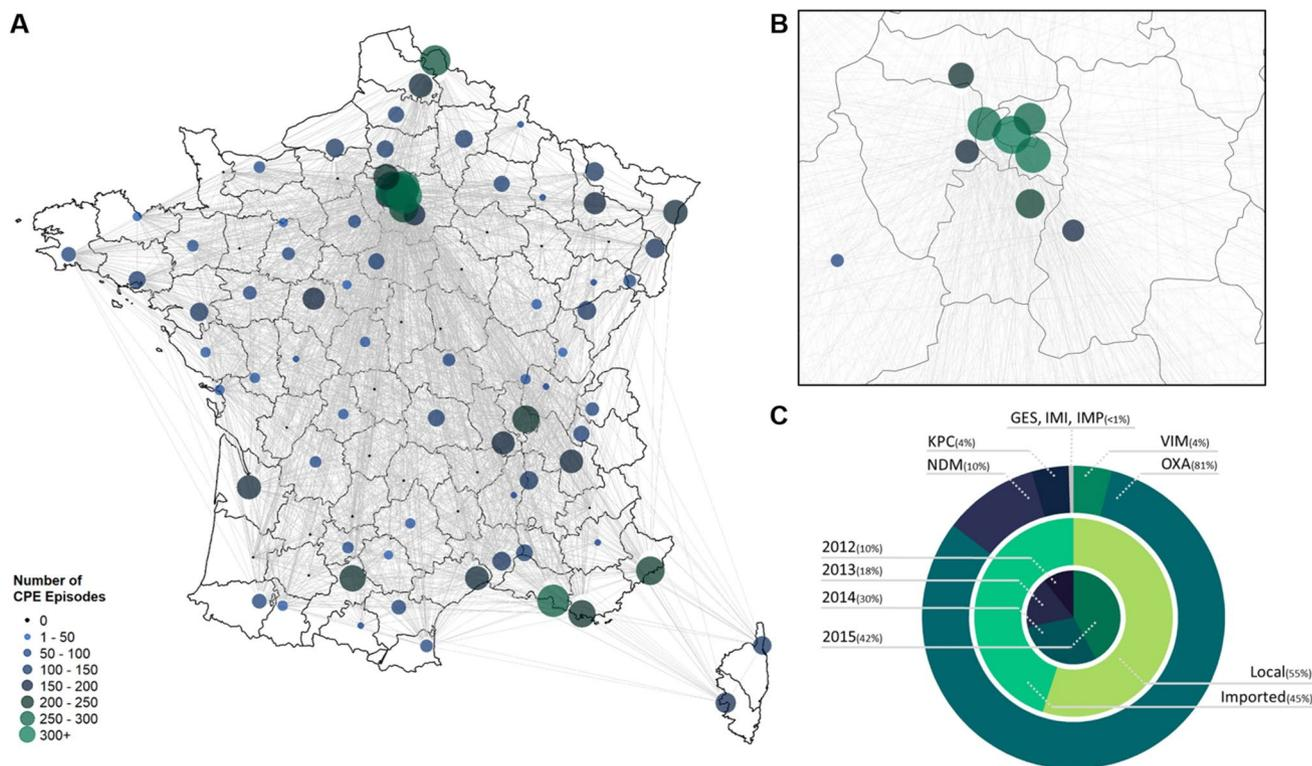 A
B
Number of
CPE Episodes
0
1 - 50
50 - 100
100 - 150
150 - 200
200 - 250
250 - 300
300+
C
GES, IMI, IMP(<1%)
KPC(4%)
VIM(4%)
NDM(10%)
OXA(81%)
2012(10%)
2013(18%)
2014(30%)
2015(42%)
Local(55%)
Imported(45%)